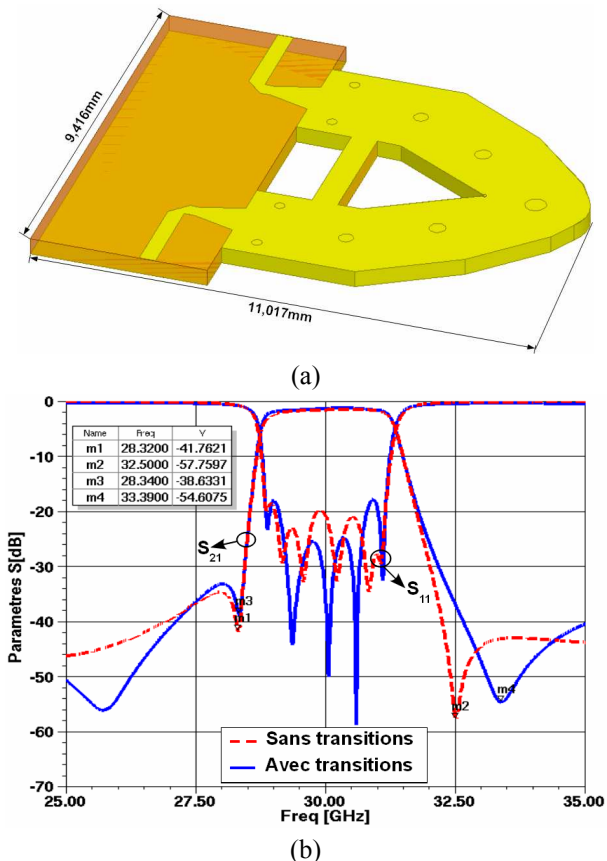 9,416mm
11,017mm
(a)
Name Freq Y
m1 28.3200 -41.7621
m2 32.5000 -57.7597
m3 28.3400 -38.6331
m4 33.3900 -54.6075
0
-10
-20
-30
-40
-50
-60
-70
Parametres S[dB]
S21
S11
m3
m1
m4
m2
Sans transitions
Avec transitions
25.00 27.50 30.00 32.50 35.00
Freq [GHz]
(b)